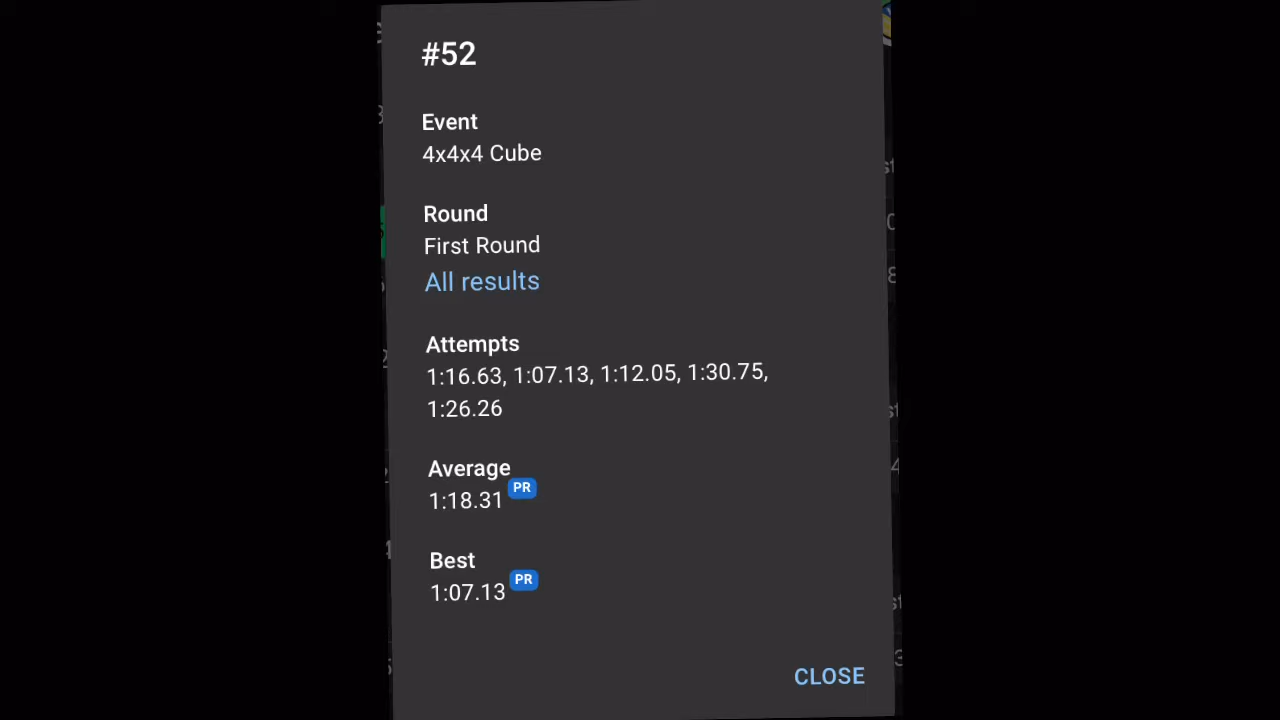 #52
Event
4x4x4 Cube
Round
First Round
All results
Attempts
1:16.63, 1:07.13, 1:12.05, 1:30.75,
1:26.26
Average
1:18.31 PR
Best
1:07.13 PR
CLOSE